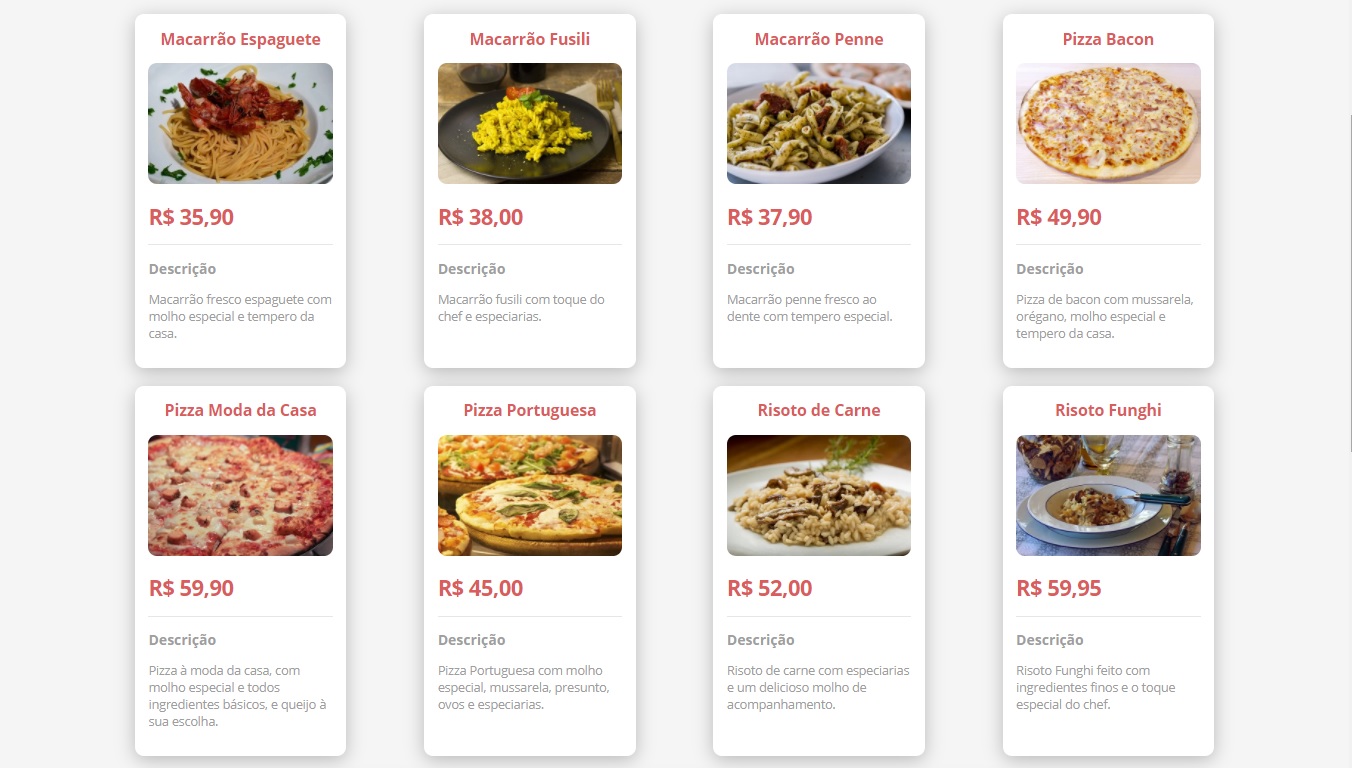 Macarrão Espaguete
R$ 35,90
Descrição
Macarrão fresco espaguete com
molho especial e tempero da
casa.
Macarrão Fusili
R$ 38,00
Descrição
Macarrão fusili com toque do
chef e especiarias.
Macarrão Penne
R$ 37,90
Descrição
Macarrão penne fresco ao
dente com tempero especial.
Pizza Bacon
R$ 49,90
Descrição
Pizza de bacon com mussarela,
orégano, molho especial e
tempero da casa.
Pizza Moda da Casa
R$ 59,90
Descrição
Pizza à moda da casa, com
molho especial e todos
ingredientes básicos, e queijo à
sua escolha.
Pizza Portuguesa
R$ 45,00
Descrição
Pizza Portuguesa com molho
especial, mussarela, presunto,
ovos e especiarias.
Risoto de Carne
R$ 52,00
Descrição
Risoto de carne com especiarias
e um delicioso molho de
acompanhamento.
Risoto Funghi
R$ 59,95
Descrição
Risoto Funghi feito com
ingredientes finos e o toque
especial do chef.